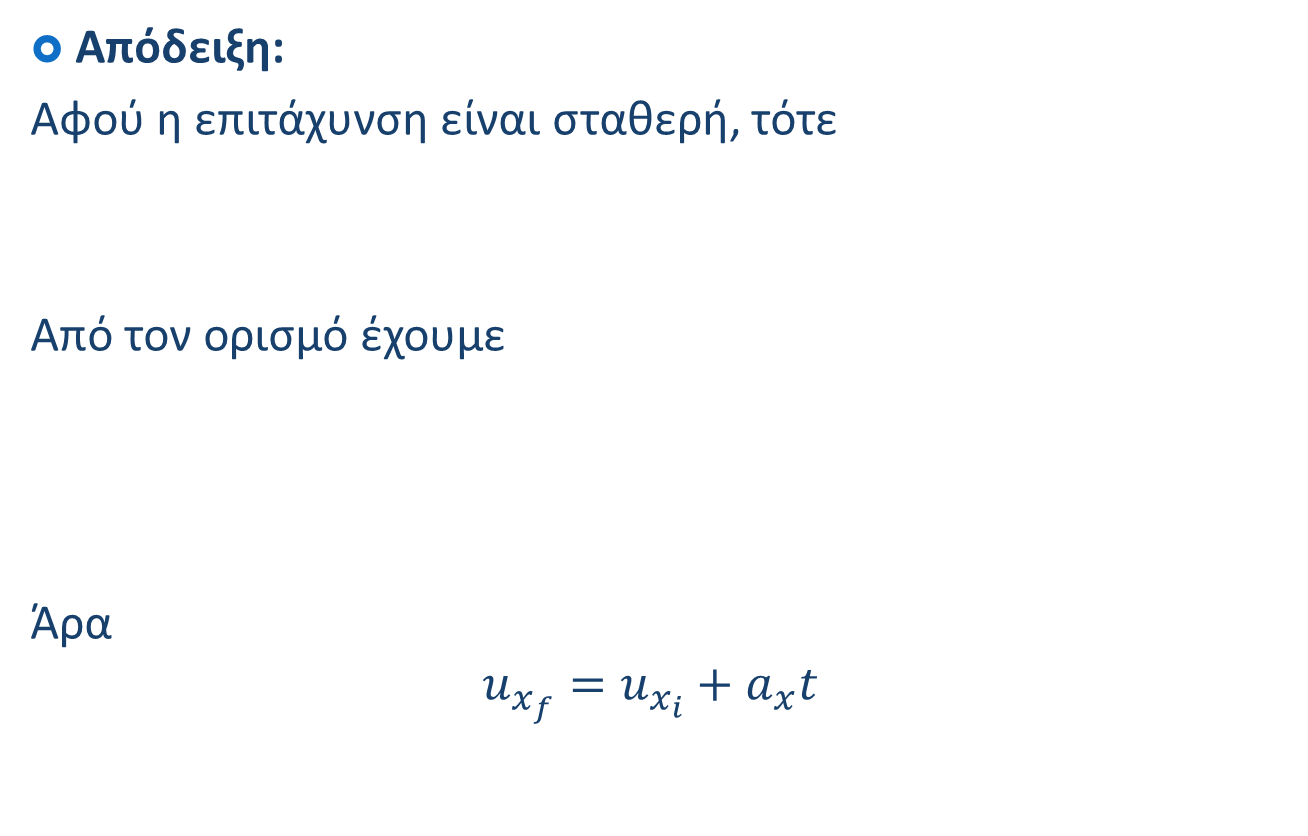 Απόδειξη:
Αφού η επιτάχυνση είναι σταθερή, τότε
Από τον ορισμό έχουμε
Άρα
$u_{x_f} = u_{x_i} + a_x t$